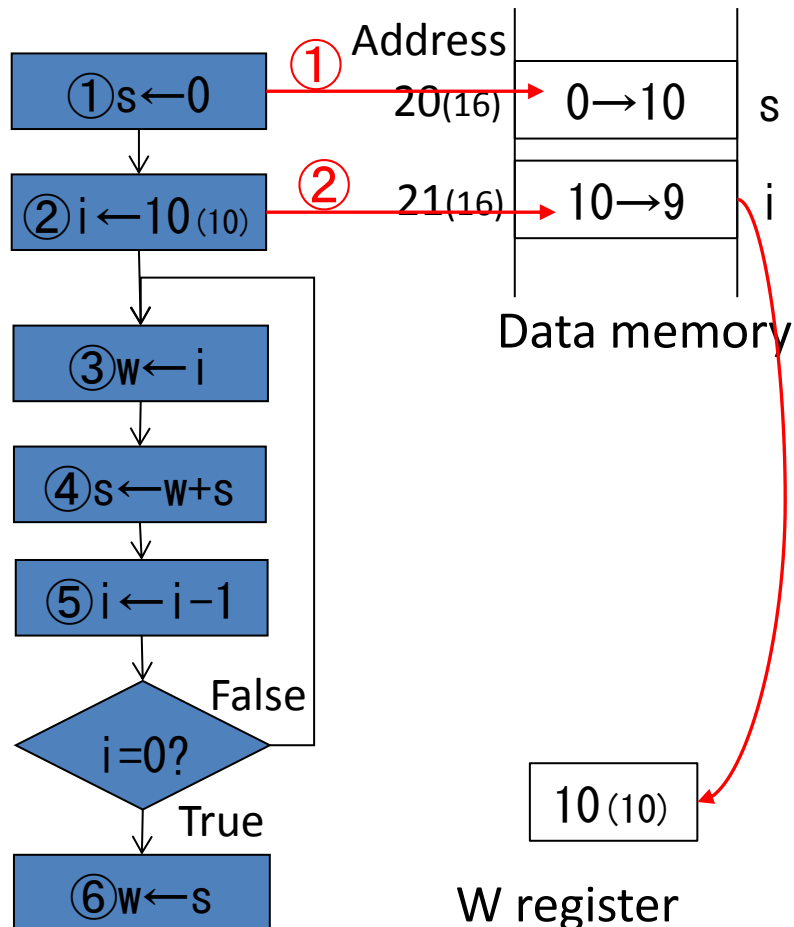 ①s←0
②i←10(10)
③w←i
④s←w+s
⑤i←i-1
i=0?
False
True
⑥w←s
①
②
Address
20(16)
0→10
s
21(16)
10→9
i
Data memory
10(10)
W register